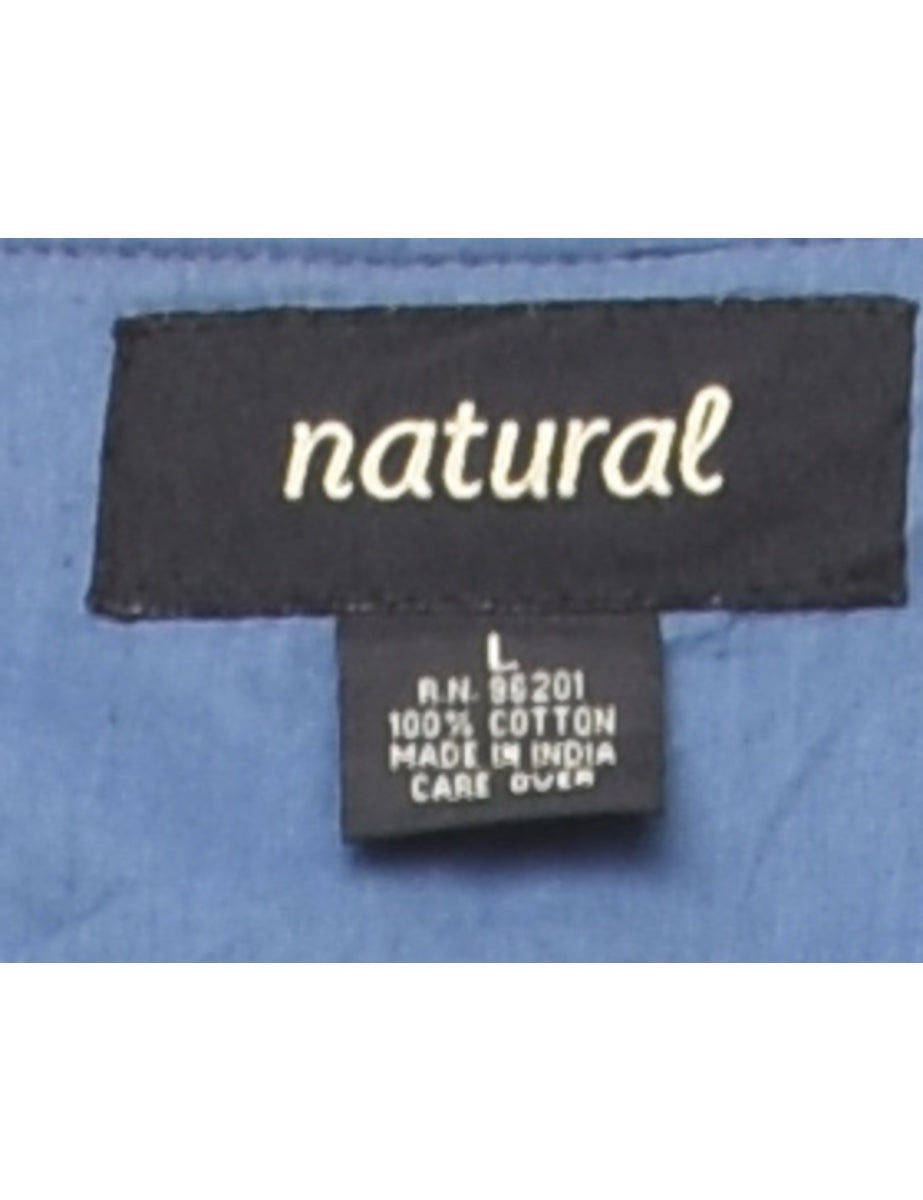 natural
L
R.N. 96201
100% COTTON
MADE IN INDIA
CARE OVER